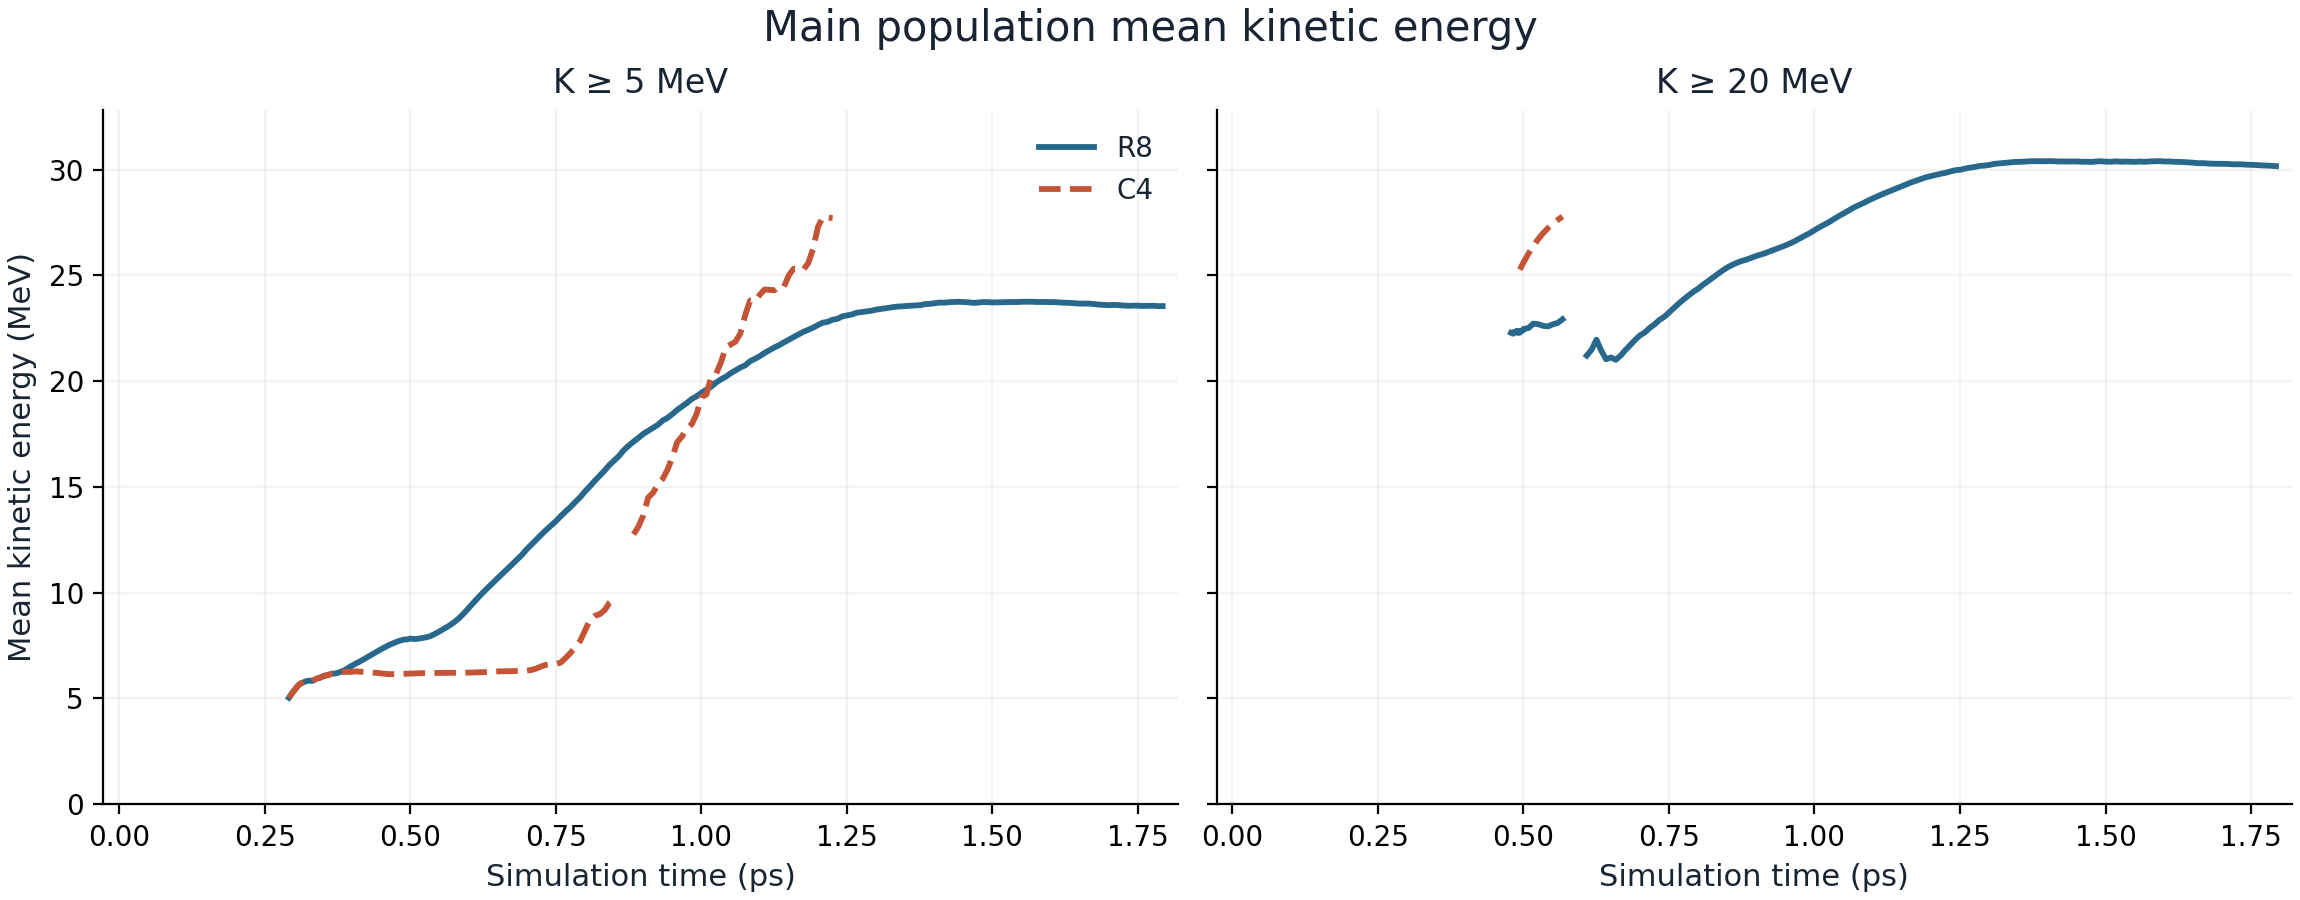 Main population mean kinetic energy
K ≥ 5 MeV
K ≥ 20 MeV
R8
C4
Mean kinetic energy (MeV)
30
25
20
15
10
5
0
0.00 0.25 0.50 0.75 1.00 1.25 1.50 1.75
0.00 0.25 0.50 0.75 1.00 1.25 1.50 1.75
Simulation time (ps)
Simulation time (ps)